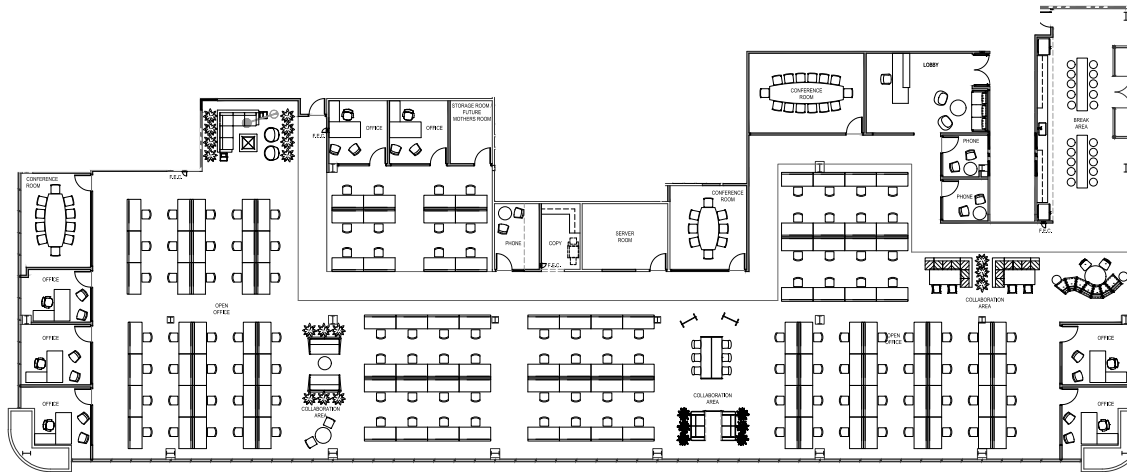 LOBBY
CONFERENCE
ROOM
BREAK
AREA
STORAGE ROOM /
FUTURE
MOTHERS ROOM
OFFICE
OFFICE
F.E.C.
PHONE
F.E.C.
CONFERENCE
ROOM
CONFERENCE
ROOM
PHONE
F.E.C.
PHONE
COPY
SERVER
ROOM
F.E.C.
OFFICE
COLLABORATION
AREA
OPEN
OFFICE
OFFICE
OPEN
OFFICE
OFFICE
COLLABORATION
AREA
COLLABORATION
AREA
OFFICE
OFFICE